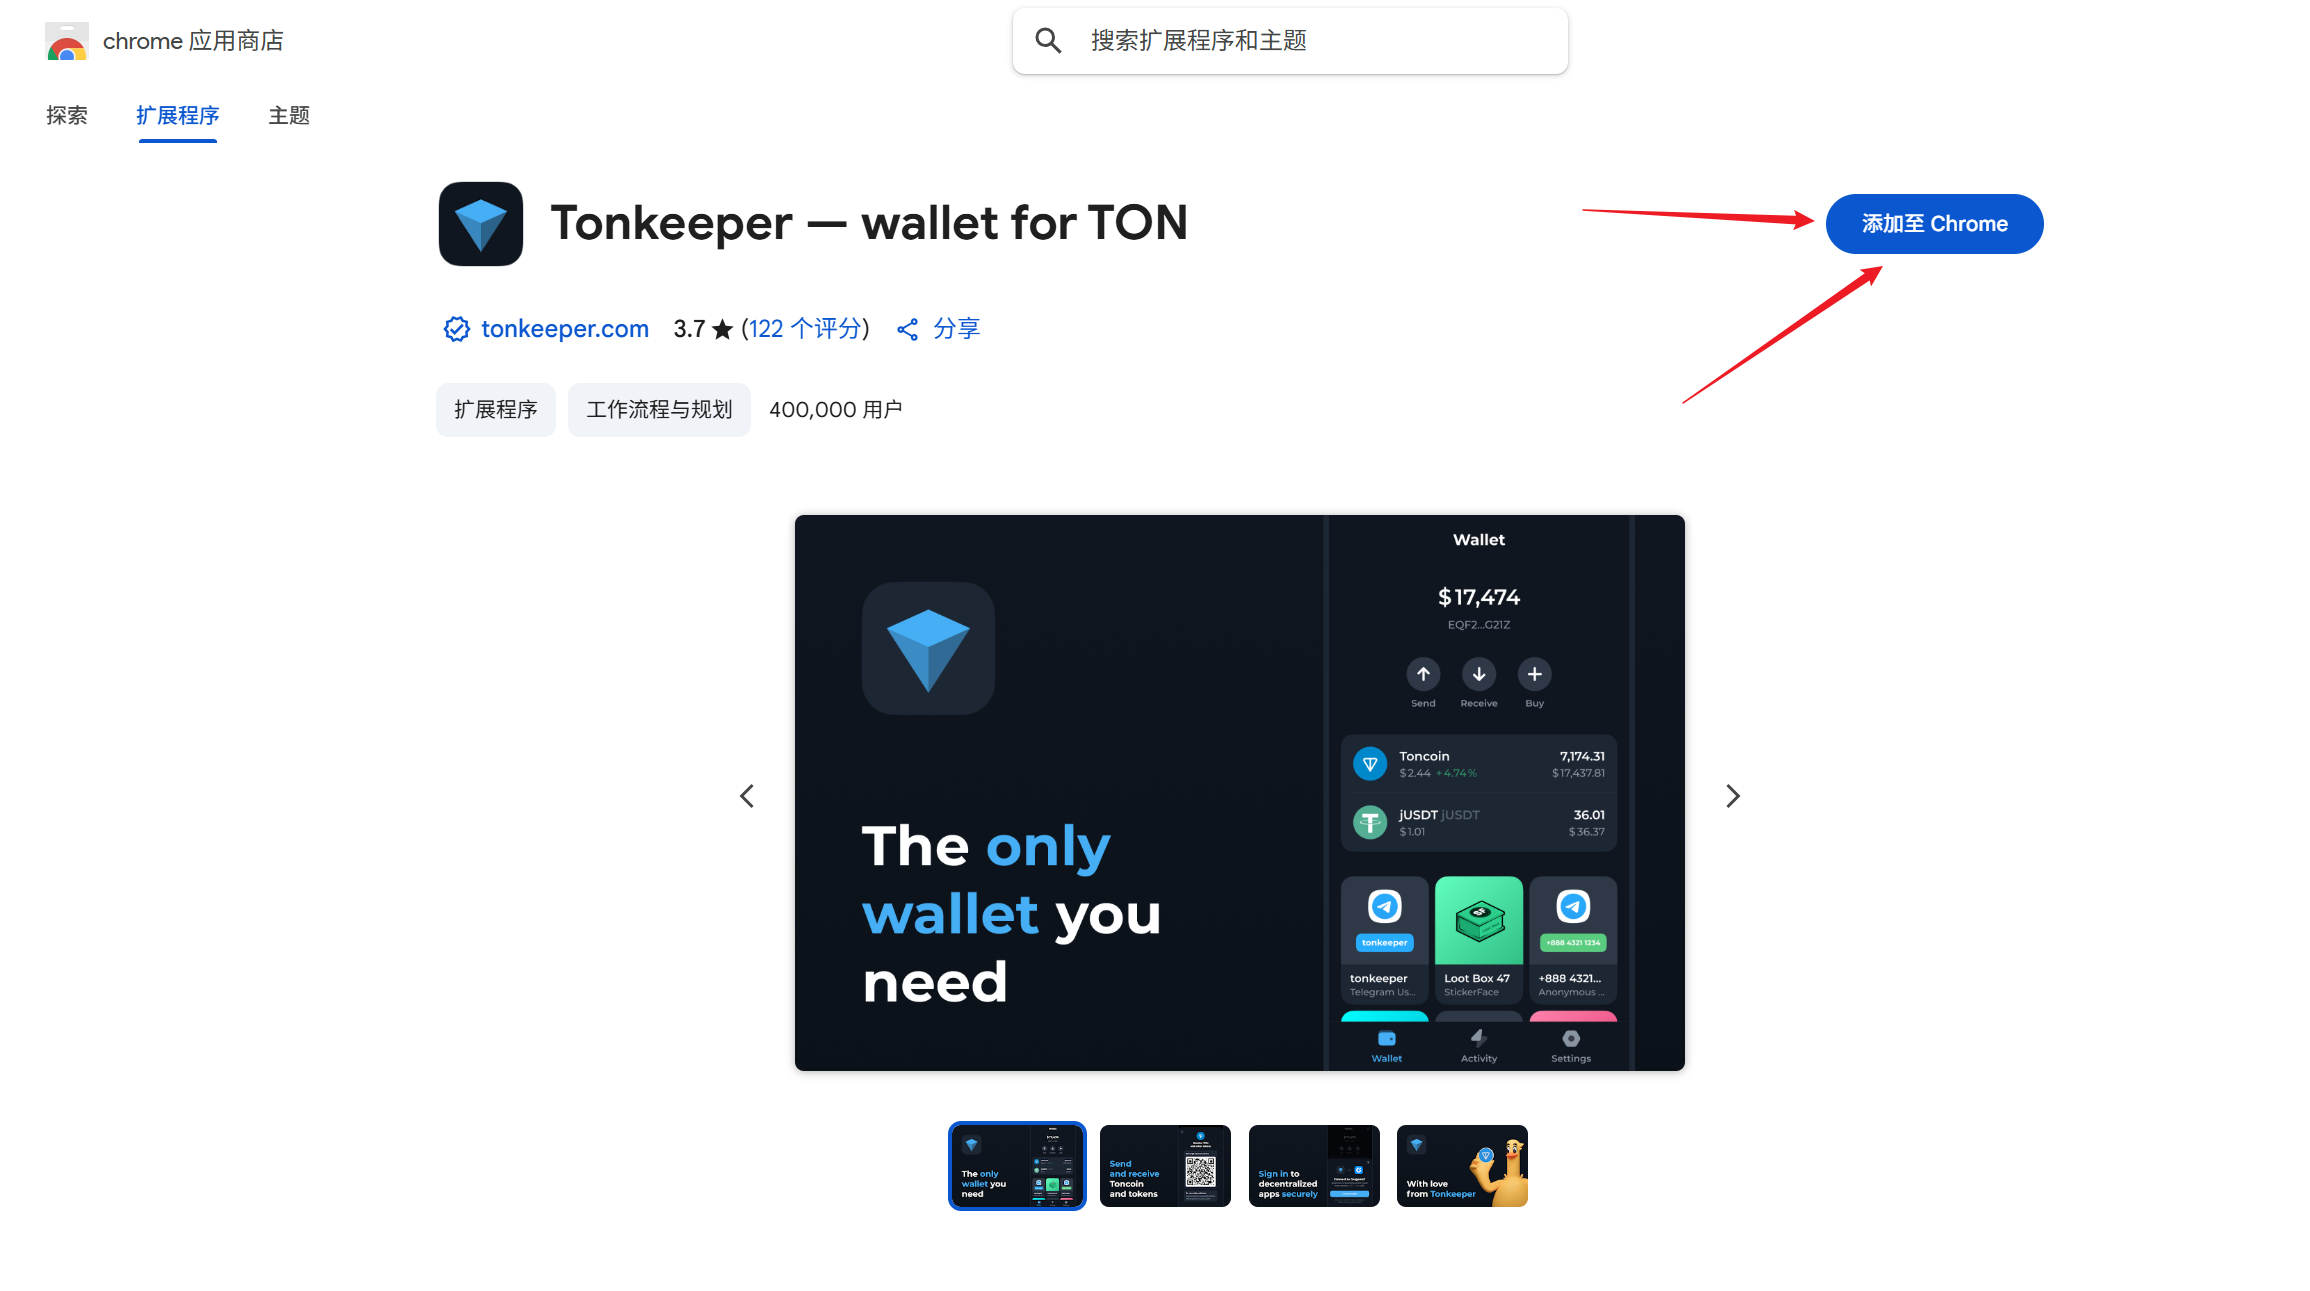 chrome 应用商店
搜索扩展程序和主题
探索
扩展程序
主题
Tonkeeper — wallet for TON
添加至 Chrome
tonkeeper.com
3.7 ★ (122 个评分)
分享
扩展程序
工作流程与规划
400,000 用户
The only
wallet you
need
Wallet
$17,474
EQF2...G21Z
Send
Receive
Buy
Toncoin
7,174.31
$2.44 +4.74%
$17,437.81
jUSDT jUSDT
36.01
$1.01
$36.37
tonkeeper
+888 4321 1234
tonkeeper
Loot Box 47
+888 4321...
Telegram Us...
StickerFace
Anonymous ...
Wallet
Activity
Settings
The only
wallet you
need
Send
and receive
Toncoin
and tokens
Sign in to
decentralized
apps securely
With love
from Tonkeeper